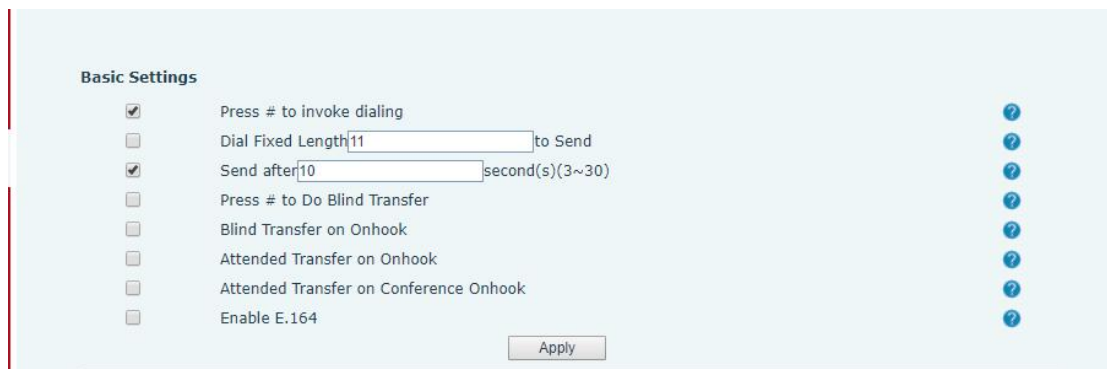 Basic Settings
Press # to invoke dialing ?
Dial Fixed Length 11 to Send ?
Send after 10 second(s)(3~30) ?
Press # to Do Blind Transfer ?
Blind Transfer on Onhook ?
Attended Transfer on Onhook ?
Attended Transfer on Conference Onhook ?
Enable E.164 ?
Apply